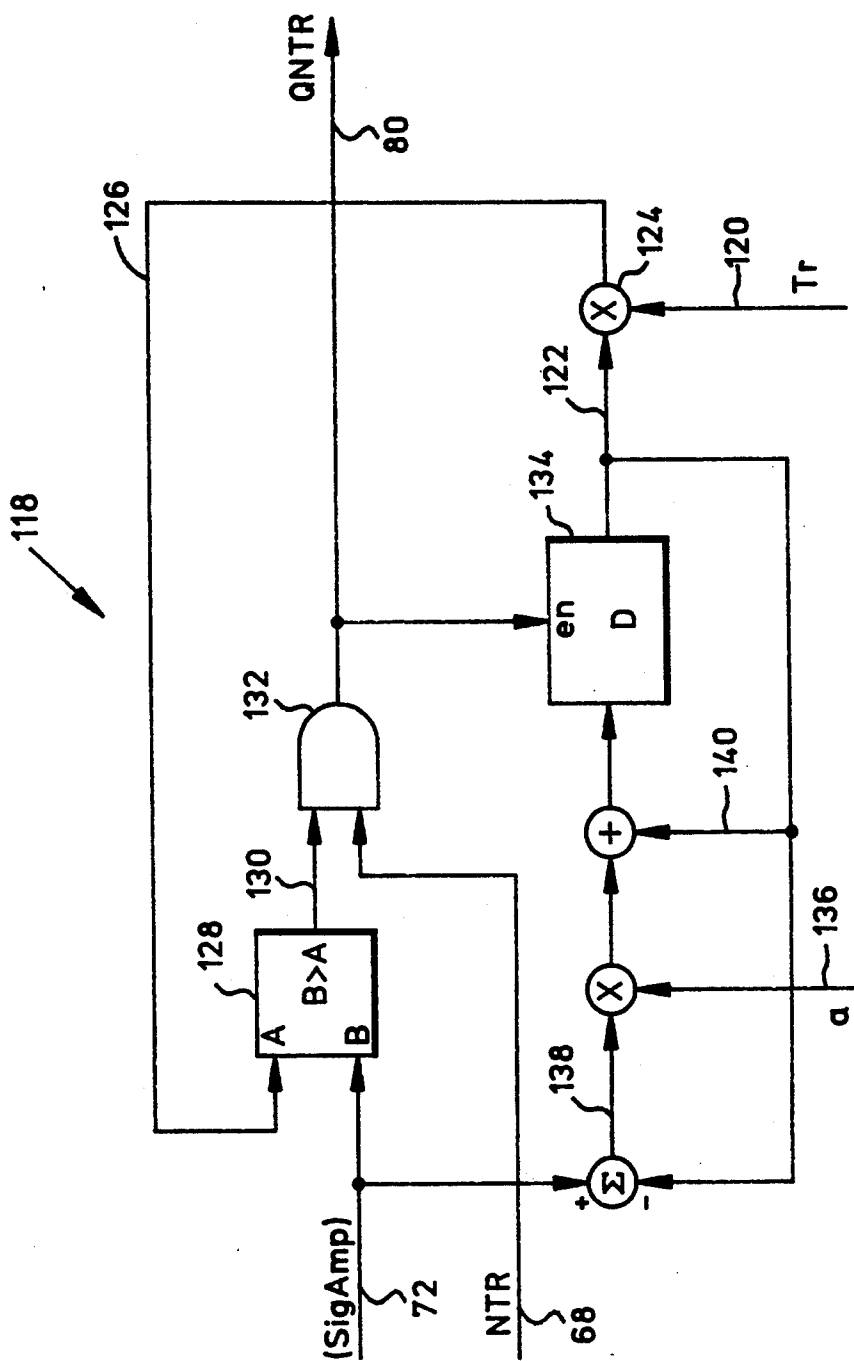 118
126
QNTR
80
132
130
128
A
B>A
B
(SigAmp)
72
NTR
68
134
en
D
122
X
124
120
Tr
+
140
X
136
a
138
Σ
+
-